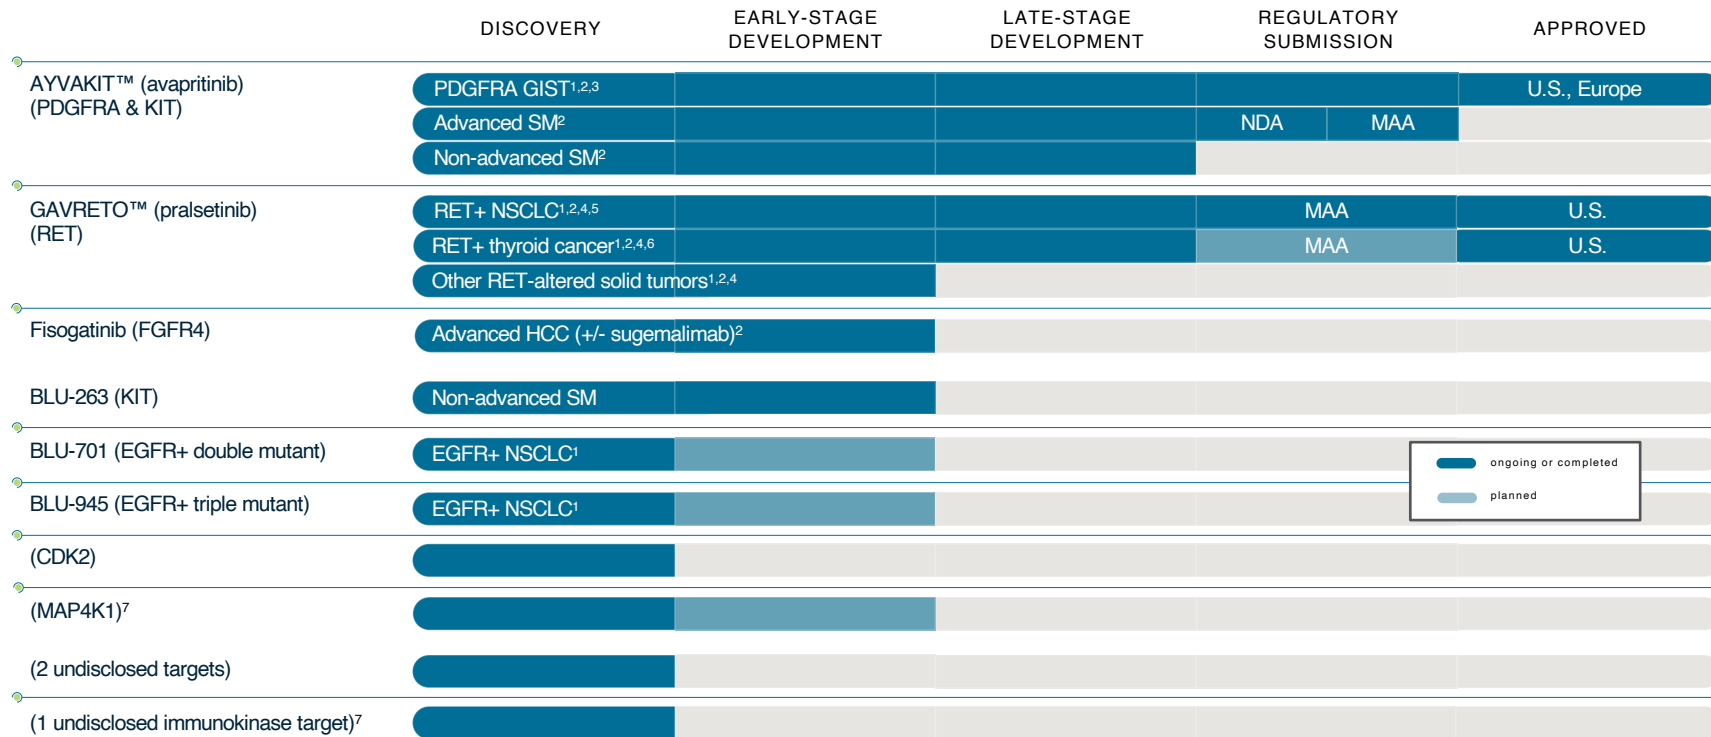 DISCOVERY
EARLY-STAGE
DEVELOPMENT
LATE-STAGE
DEVELOPMENT
REGULATORY
SUBMISSION
APPROVED
AYVAKIT™ (avapritinib)
(PDGFRA & KIT)
PDGFRA GIST1,2,3
U.S., Europe
Advanced SM2
NDA
MAA
Non-advanced SM2
GAVRETO™ (pralsetinib)
(RET)
RET+ NSCLC1,2,4,5
MAA
U.S.
RET+ thyroid cancer1,2,4,6
MAA
U.S.
Other RET-altered solid tumors1,2,4
Fisogatinib (FGFR4)
Advanced HCC (+/- sugemalimab)2
BLU-263 (KIT)
Non-advanced SM
BLU-701 (EGFR+ double mutant)
EGFR+ NSCLC1
ongoing or completed
planned
BLU-945 (EGFR+ triple mutant)
EGFR+ NSCLC1
(CDK2)
(MAP4K1)7
(2 undisclosed targets)
(1 undisclosed immunokinase target)7